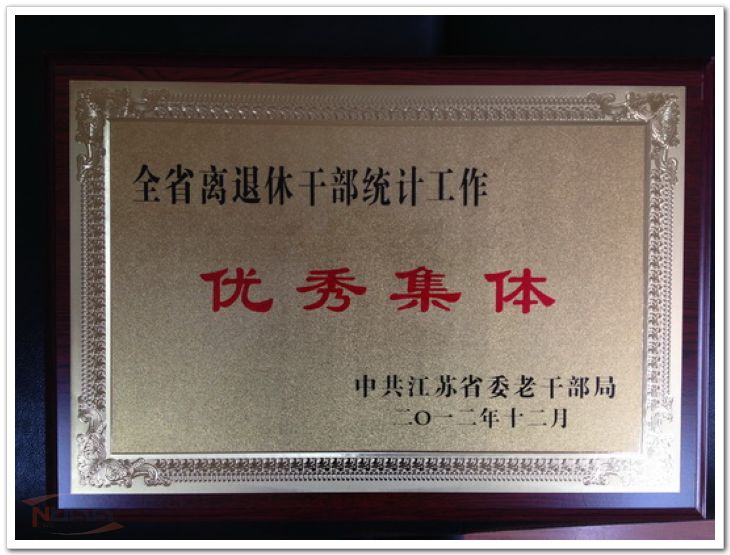 全省离退休干部统计工作
优秀集体
中共江苏省委老干部局
二〇一二年十二月